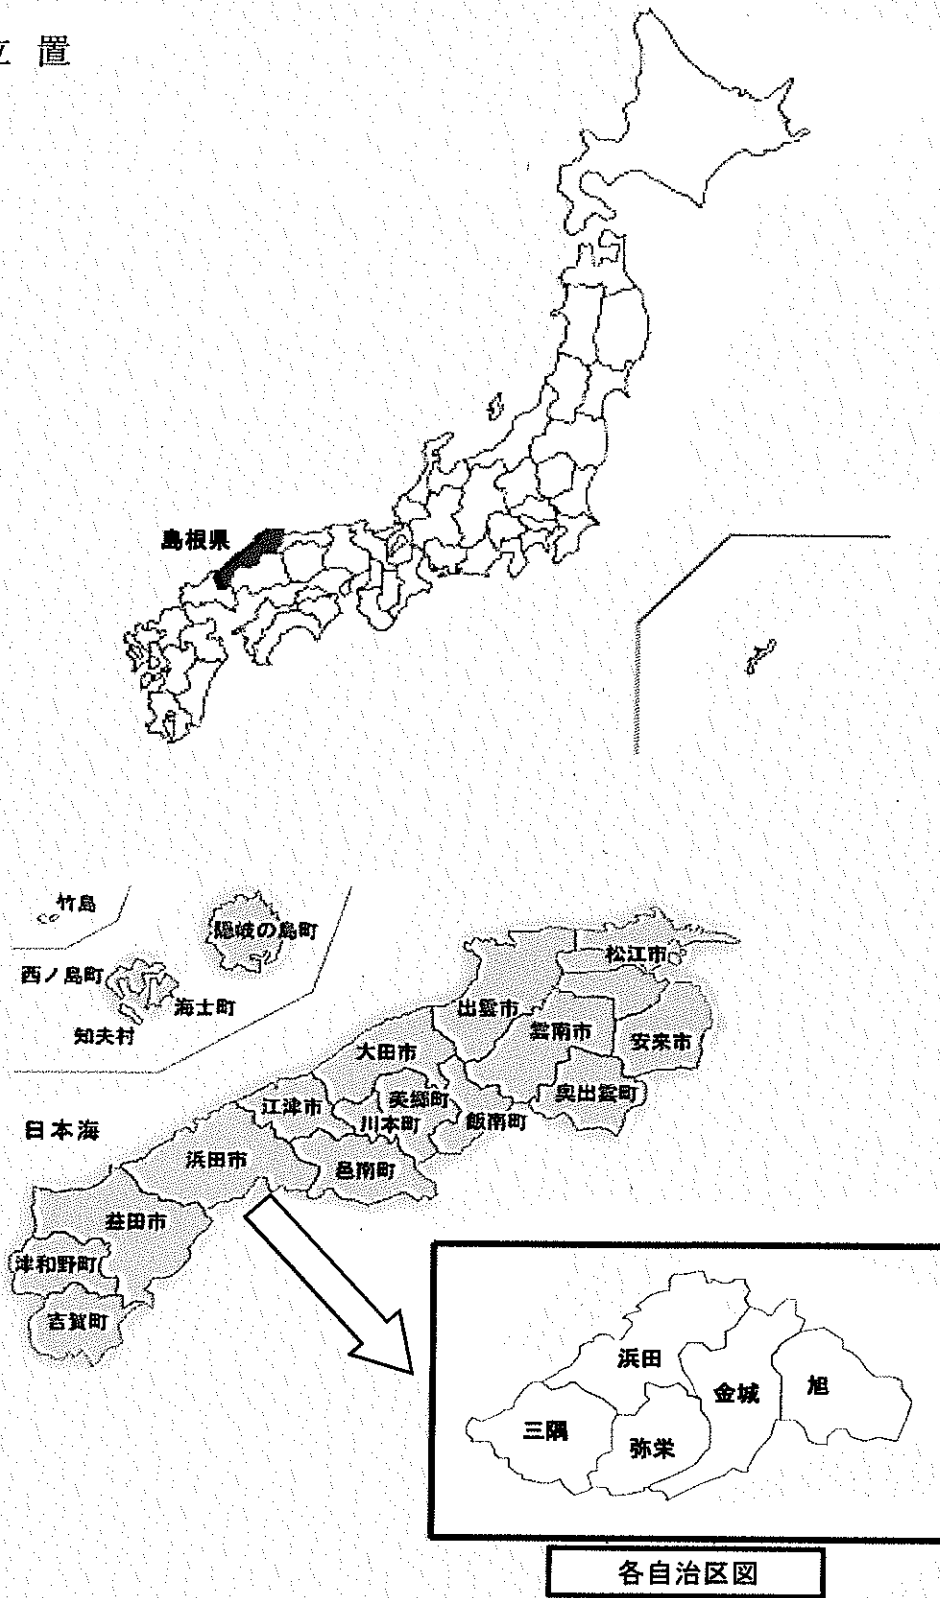 位 置
島根県
竹島
隠岐の島町
西ノ島町
海士町
知夫村
松江市
出雲市
雲南市
安来市
大田市
奥出雲町
美郷町
江津市
川本町
飯南町
日本海
浜田市
邑南町
益田市
津和野町
吉賀町
浜田
金城
旭
三隅
弥栄
各自治区図